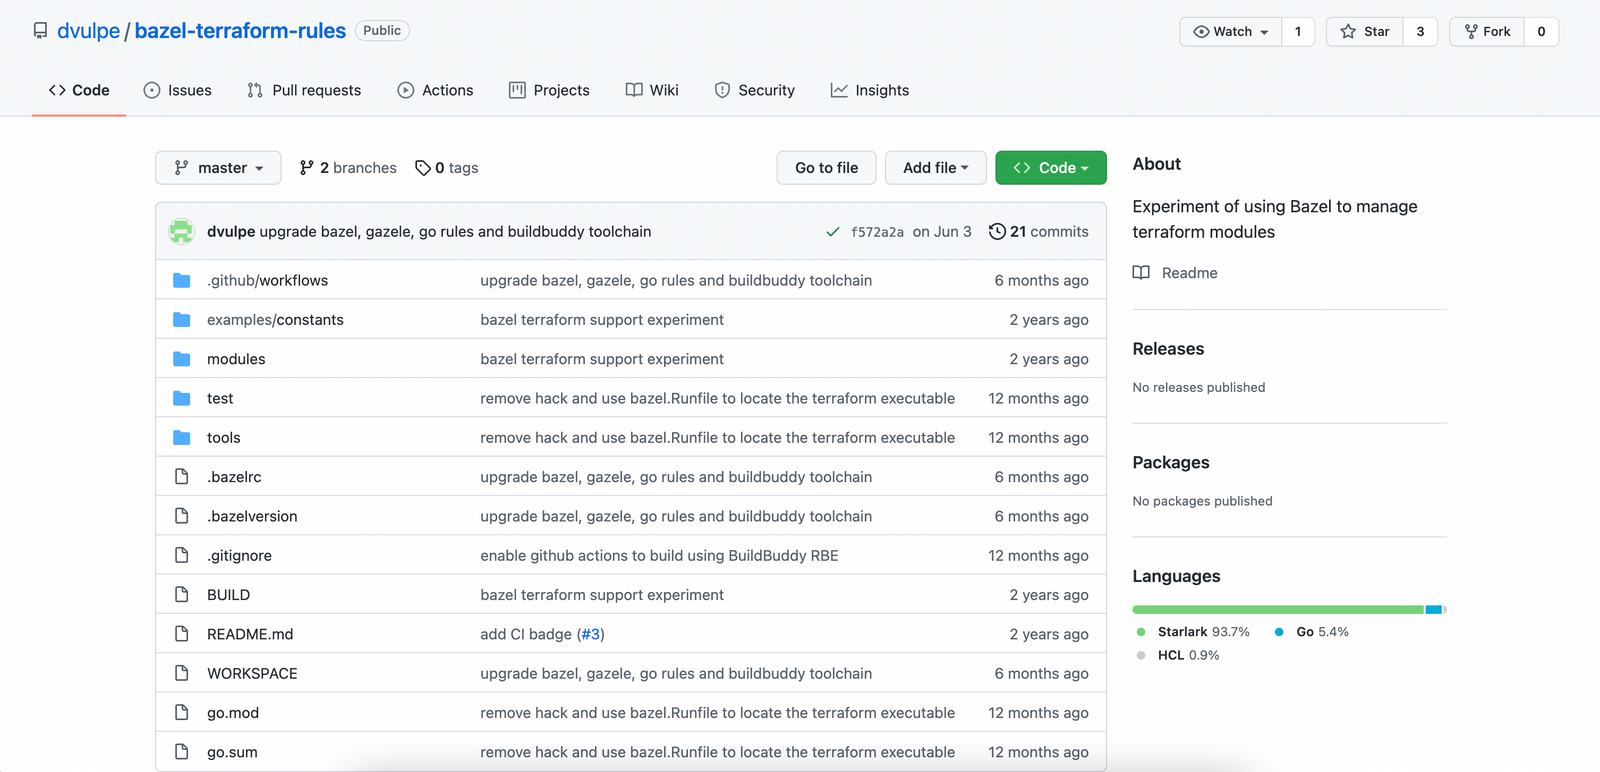 dvulpe / bazel-terraform-rules Public
Watch 1 Star 3 Fork 0
Code Issues Pull requests Actions Projects Wiki Security Insights
master 2 branches 0 tags Go to file Add file Code
dvulpe upgrade bazel, gazele, go rules and buildbuddy toolchain f572a2a on Jun 3 21 commits
.github/workflows upgrade bazel, gazele, go rules and buildbuddy toolchain 6 months ago
examples/constants bazel terraform support experiment 2 years ago
modules bazel terraform support experiment 2 years ago
test remove hack and use bazel.Runfile to locate the terraform executable 12 months ago
tools remove hack and use bazel.Runfile to locate the terraform executable 12 months ago
.bazelrc upgrade bazel, gazele, go rules and buildbuddy toolchain 6 months ago
.bazelversion upgrade bazel, gazele, go rules and buildbuddy toolchain 6 months ago
.gitignore enable github actions to build using BuildBuddy RBE 12 months ago
BUILD bazel terraform support experiment 2 years ago
README.md add CI badge (#3) 2 years ago
WORKSPACE upgrade bazel, gazele, go rules and buildbuddy toolchain 6 months ago
go.mod remove hack and use bazel.Runfile to locate the terraform executable 12 months ago
go.sum remove hack and use bazel.Runfile to locate the terraform executable 12 months ago
About
Experiment of using Bazel to manage
terraform modules
Readme
Releases
No releases published
Packages
No packages published
Languages
Starlark 93.7% Go 5.4%
HCL 0.9%